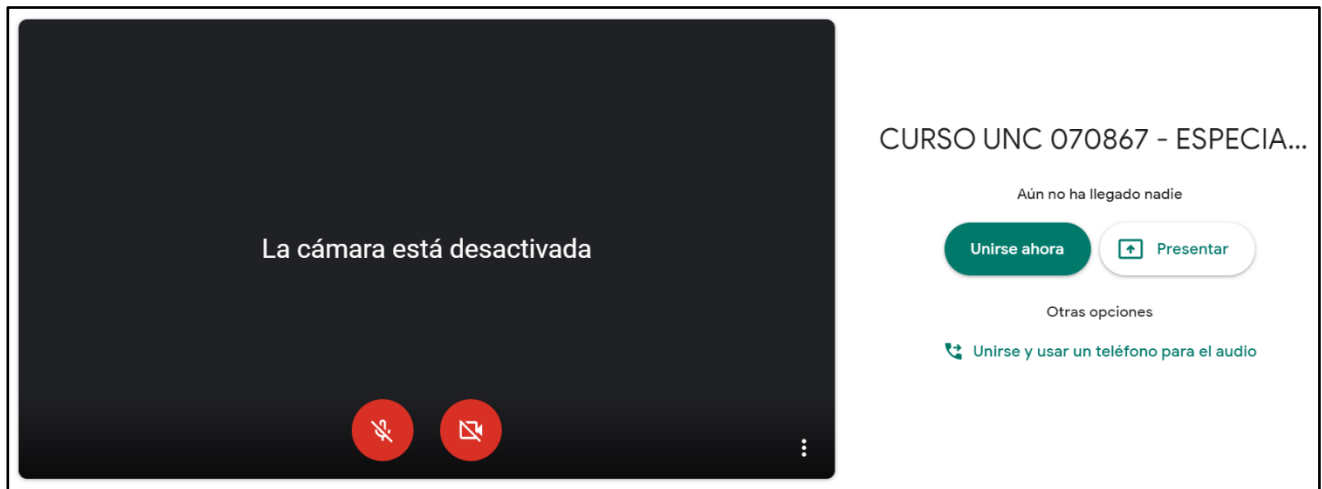 La cámara está desactivada
CURSO UNC 070867 - ESPECIA...
Aún no ha llegado nadie
Unirse ahora
Presentar
Otras opciones
Unirse y usar un teléfono para el audio